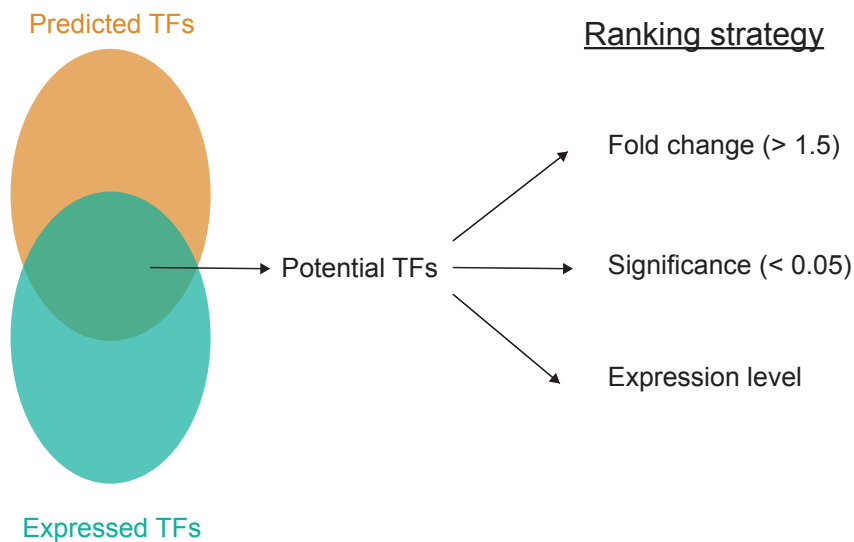 Predicted TFs
Ranking strategy
Fold change (> 1.5)
Potential TFs
Significance (< 0.05)
Expression level
Expressed TFs